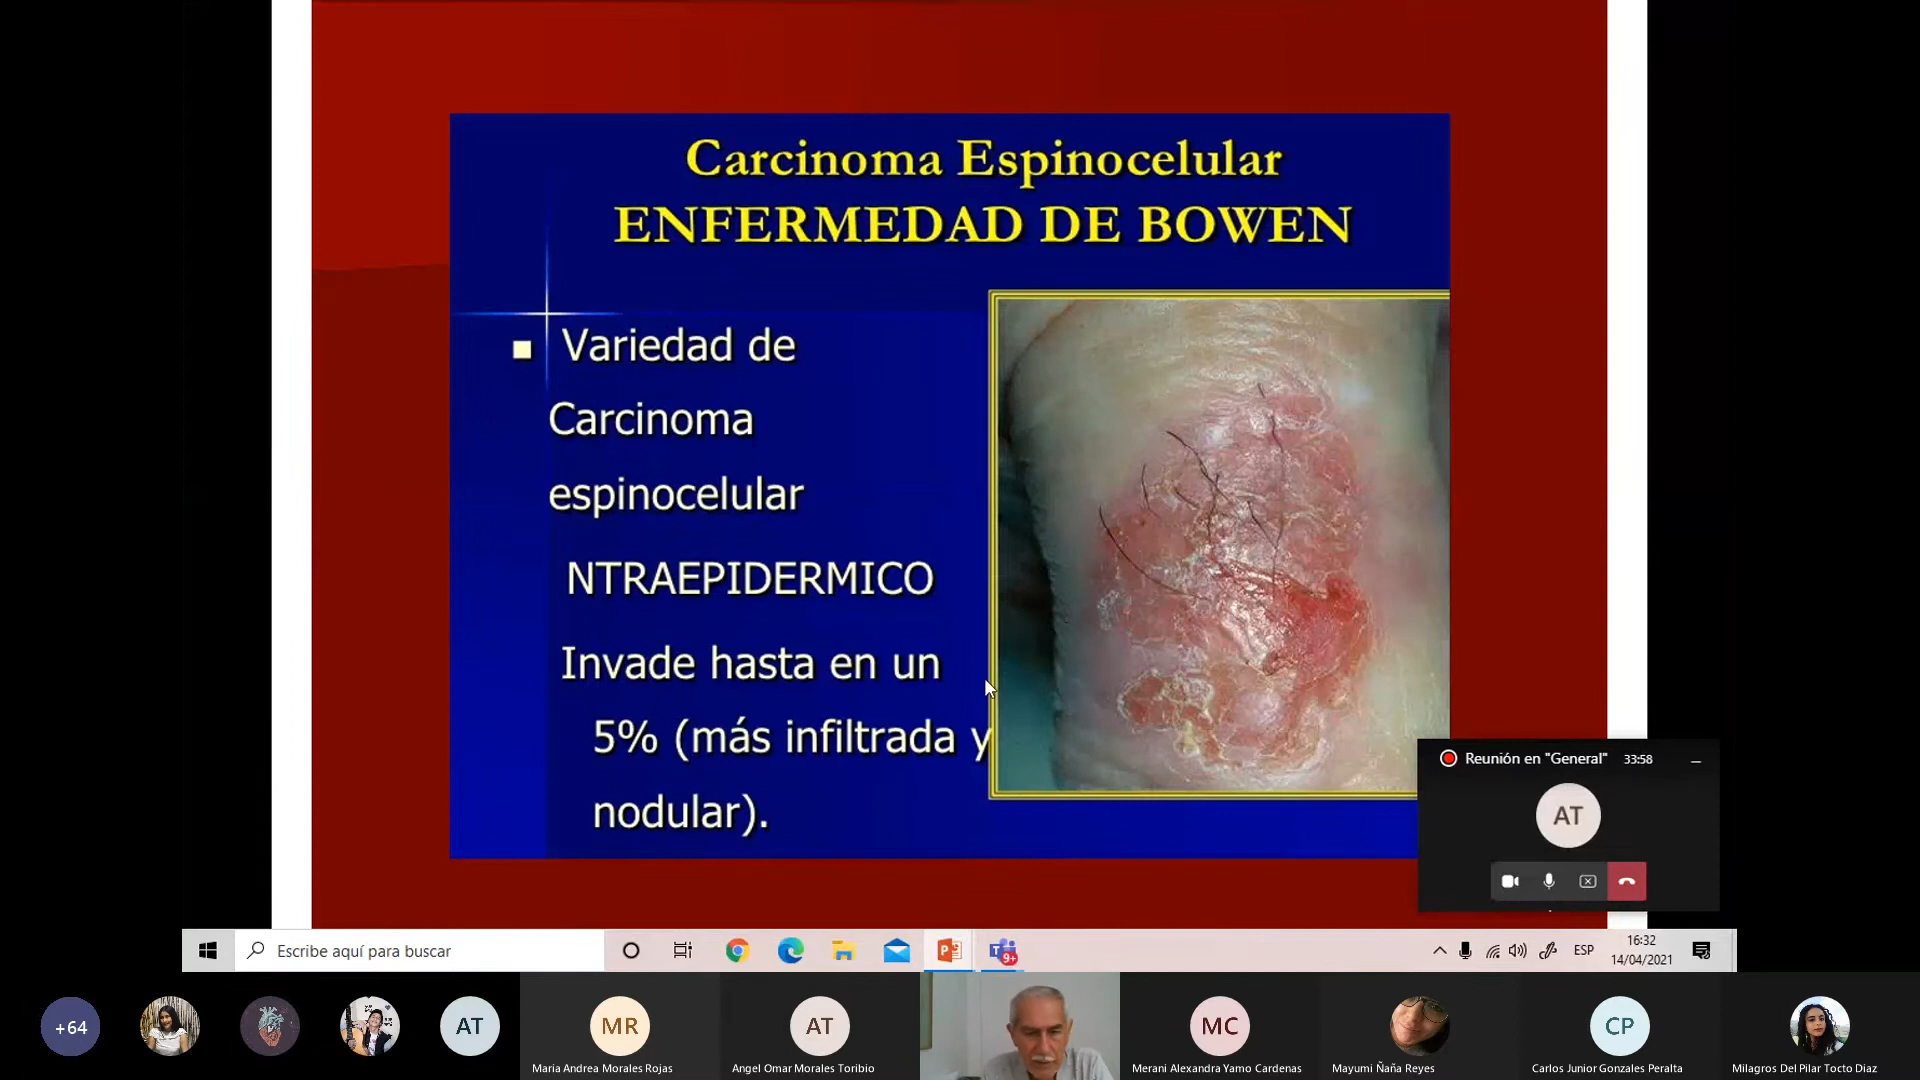 Carcinoma Espinocelular
ENFERMEDAD DE BOWEN
Variedad de
Carcinoma
espinocelular
NTRAEPIDERMICO
Invade hasta en un
5% (más infiltrada y
nodular).
Reunión en "General" 33:58
AT
Escribe aquí para buscar
9+
ESP
16:32
14/04/2021
+64
AT
MR
AT
MC
CP
Maria Andrea Morales Rojas
Angel Omar Morales Toribio
Merani Alexandra Yamo Cardenas
Mayumi Ñaña Reyes
Carlos Junior Gonzales Peralta
Milagros Del Pilar Tocto Diaz